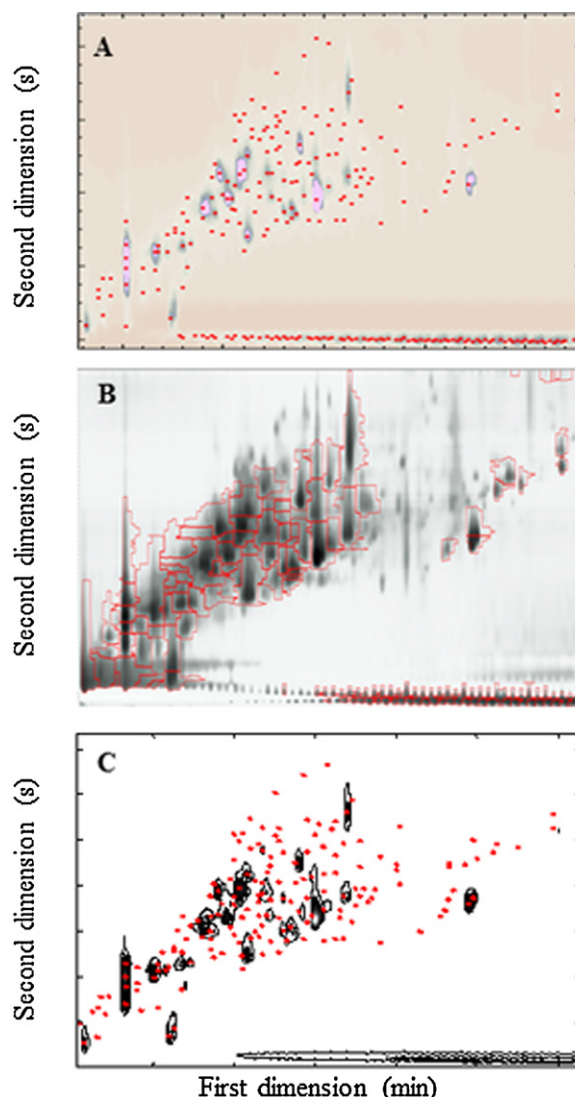 A
Second dimension (s)
B
Second dimension (s)
C
Second dimension (s)
First dimension (min)